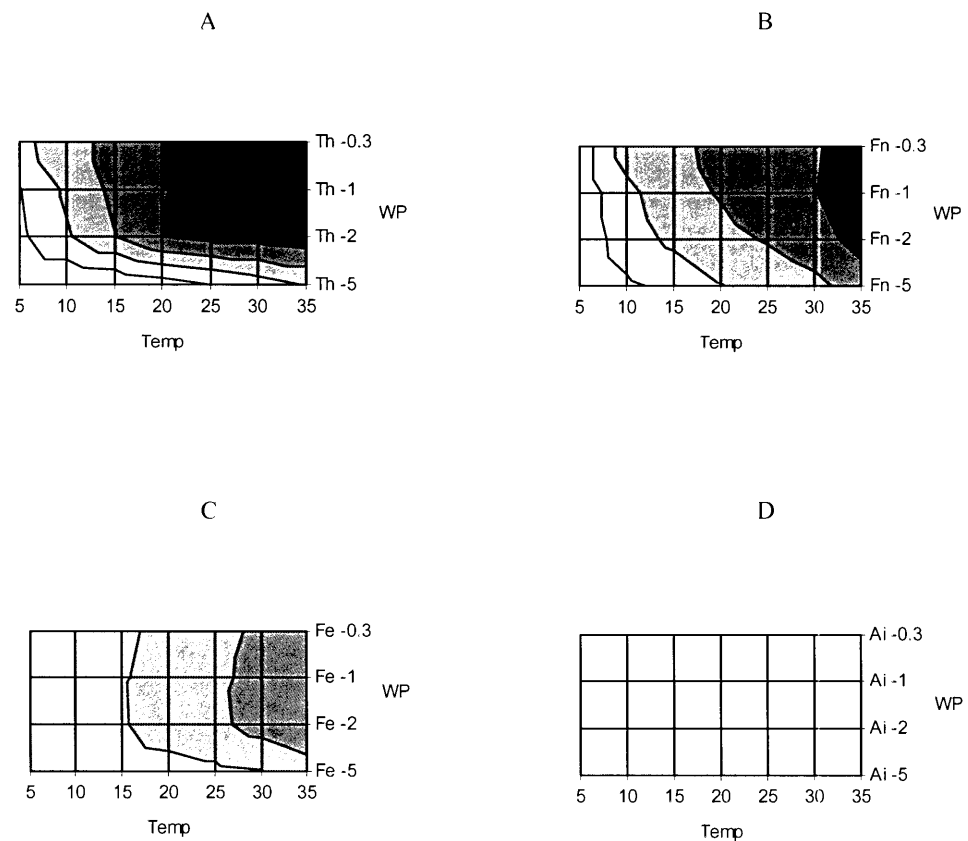 A
B
Th -0.3
Th -1
Th -2
Th -5
WP
5 10 15 20 25 30 35
Temp
Fn -0.3
Fn -1
Fn -2
Fn -5
WP
5 10 15 20 25 30 35
Temp
C
D
Fe -0.3
Fe -1
Fe -2
Fe -5
WP
5 10 15 20 25 30 35
Temp
Ai -0.3
Ai -1
Ai -2
Ai -5
WP
5 10 15 20 25 30 35
Temp